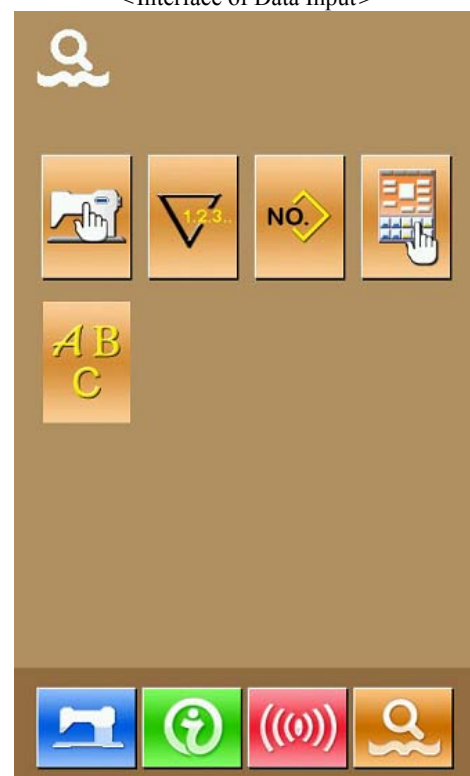 <Interface of Data Input>
1.2.3..
NO.
A B
C